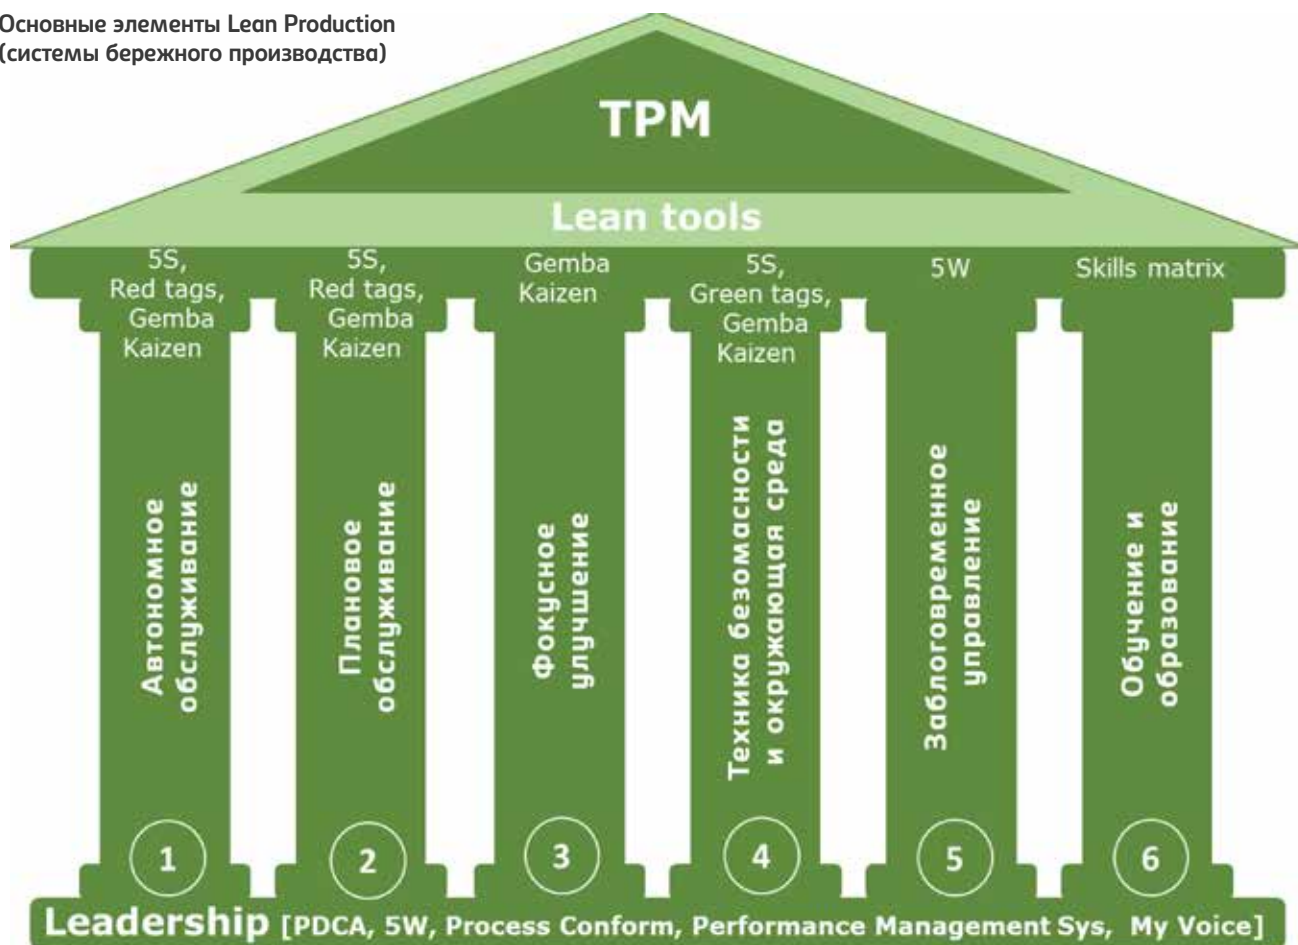 Основные элементы Lean Production
(системы бережного производства)
TPM
Lean tools
5S,
Red tags,
Gemba
Kaizen
5S,
Red tags,
Gemba
Kaizen
Gemba
Kaizen
5S,
Green tags,
Gemba
Kaizen
5W
Skills matrix
Автономное
обслуживание
Плановое
обслуживание
Фокусное
улучшение
Техника безомасности
и окружающая среда
Заблоговременное
управление
Обучение и
образование
1
2
3
4
5
6
Leadership [PDCA, 5W, Process Conform, Performance Management Sys, My Voice]